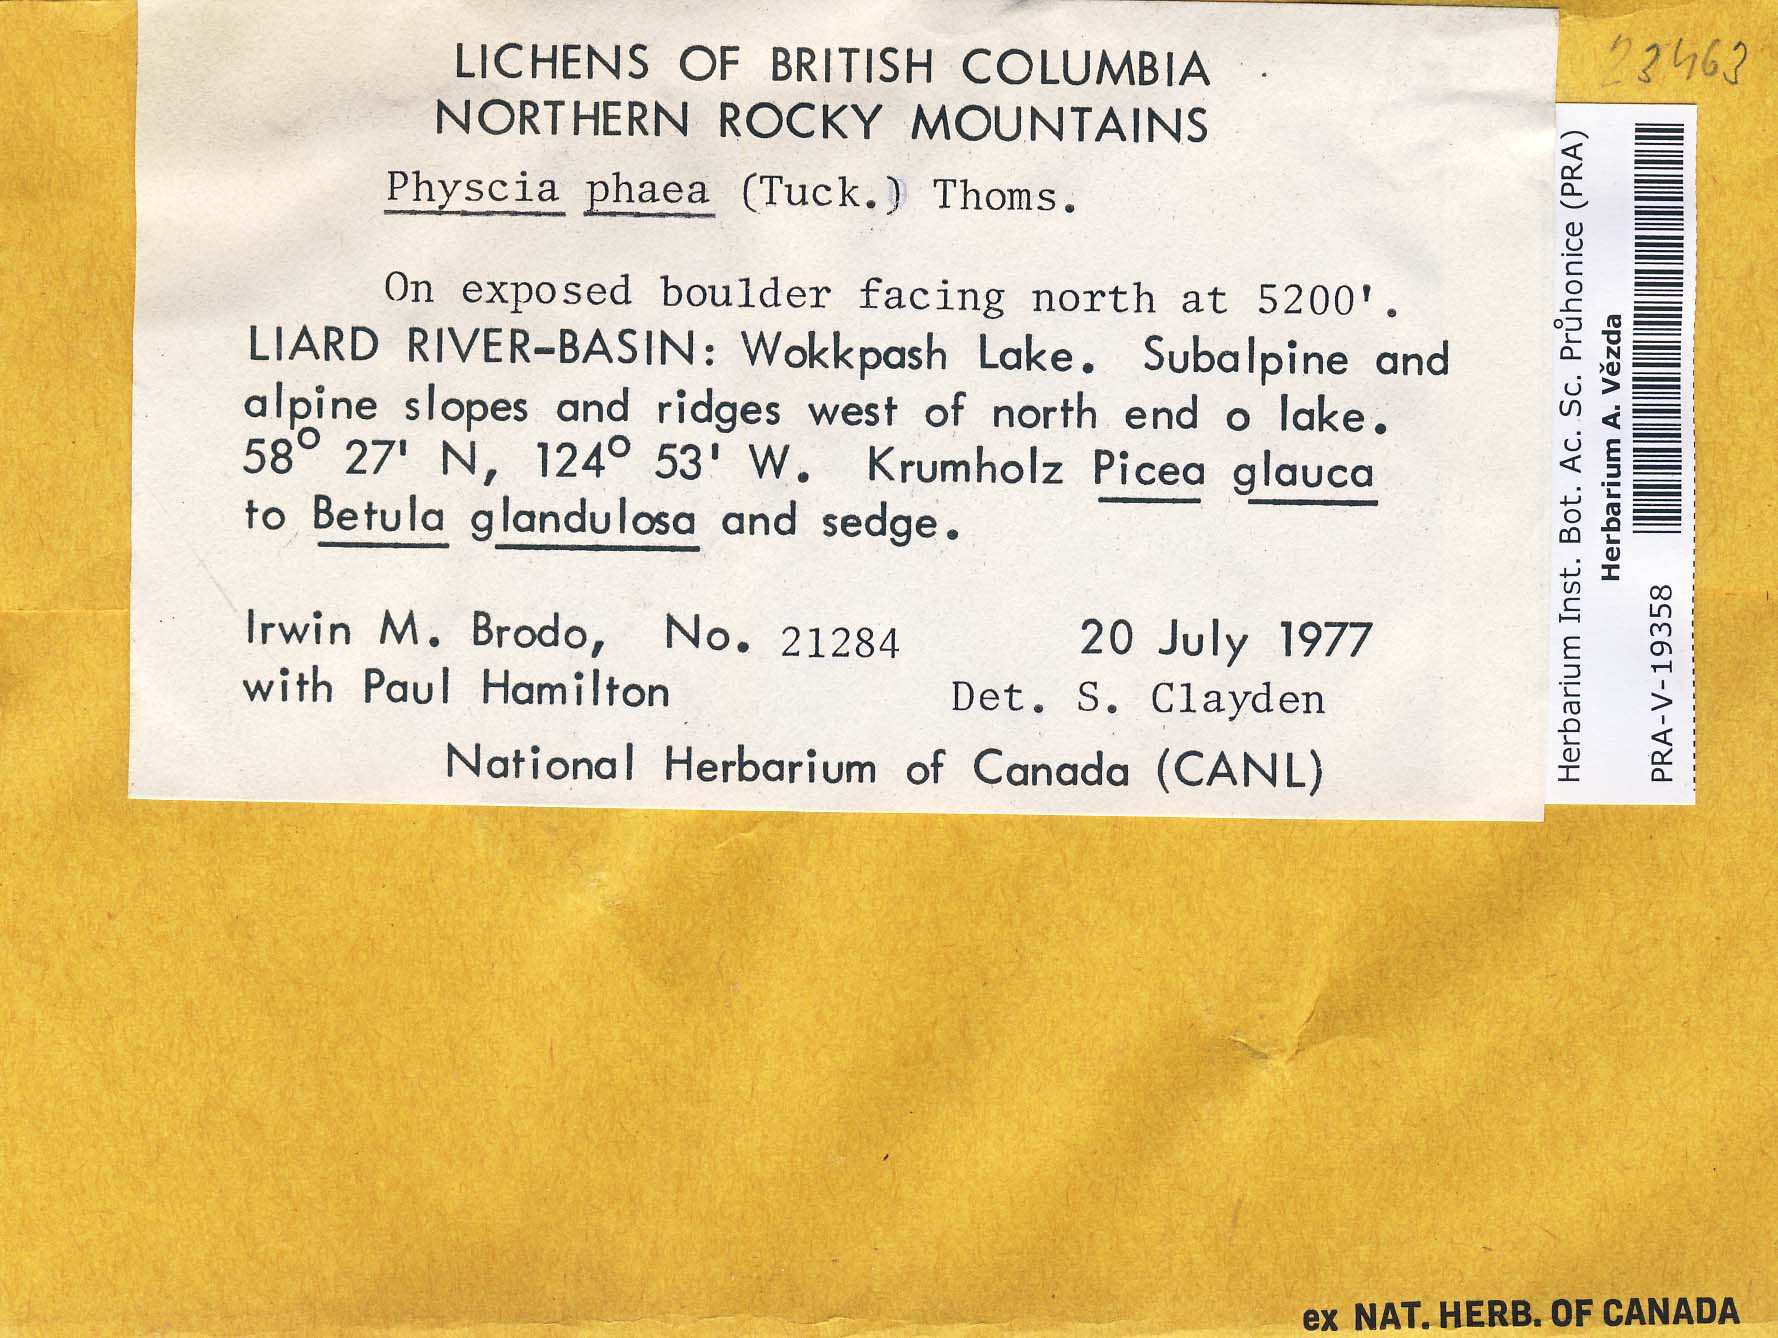 LICHENS OF BRITISH COLUMBIA
NORTHERN ROCKY MOUNTAINS
Physcia phaea (Tuck.) Thoms.
On exposed boulder facing north at 5200'.
LIARD RIVER-BASIN: Wokkpash Lake. Subalpine and
alpine slopes and ridges west of north end o lake.
58° 27' N, 124° 53' W. Krumholz Picea glauca
to Betula glandulosa and sedge.
Irwin M. Brodo, No. 21284 20 July 1977
with Paul Hamilton Det. S. Clayden
National Herbarium of Canada (CANL)
23463
Herbarium Inst. Bot. Ac. Sc. Průhonice (PRA)
Herbarium A. Vězda
PRA-V-19358
ex NAT. HERB. OF CANADA